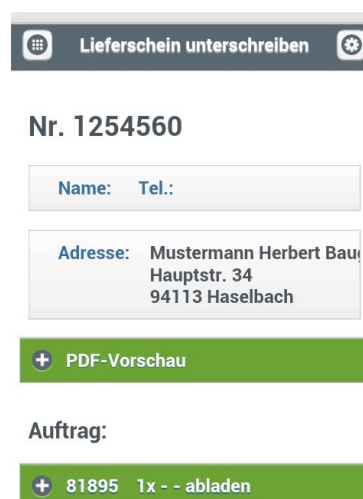 Lieferschein unterschreiben
Nr. 1254560
Name: Tel.:
Adresse: Mustermann Herbert
Hauptstr. 34
94113 Haselbach
PDF-Vorschau
Auftrag:
81895 1x - - abladen